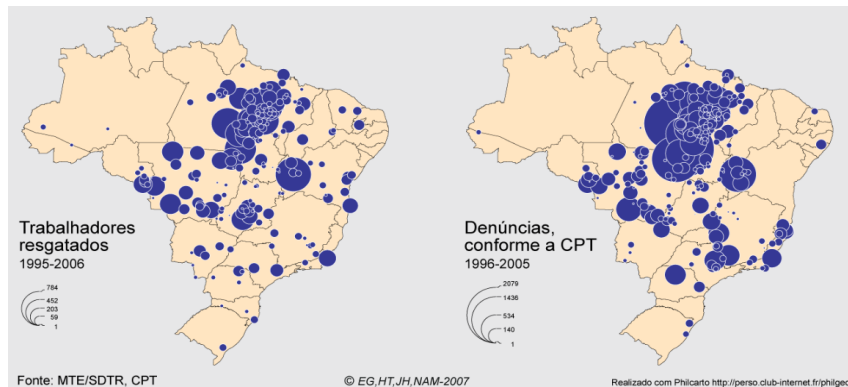 Trabalhadores
resgatados
1995-2006
784
452
203
59
1
Denúncias,
conforme a CPT
1996-2005
2079
1436
534
140
1
Fonte: MTE/SDTR, CPT
© EG,HT,JH,NAM-2007
Realizado com Philcarto http://perso.club-internet.fr/philgeo